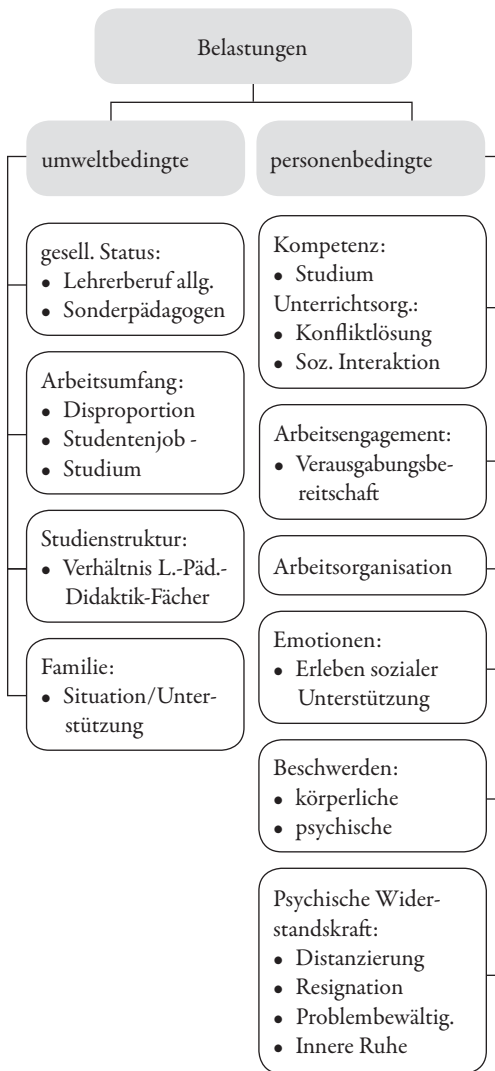 Belastungen
umweltbedingte
gesell. Status:
• Lehrerberuf allg.
• Sonderpädagogen
Arbeitsumfang:
• Disproportion
• Studentenjob -
• Studium
Studienstruktur:
• Verhältnis L.-Päd.-
Didaktik-Fächer
Familie:
• Situation/Unter-
stützung
personenbedingte
Kompetenz:
• Studium
Unterrichtsorg.:
• Konfliktlösung
• Soz. Interaktion
Arbeitsengagement:
• Verausgabungsbe-
reitschaft
Arbeitsorganisation
Emotionen:
• Erleben sozialer
Unterstützung
Beschwerden:
• körperliche
• psychische
Psychische Wider-
standskraft:
• Distanzierung
• Resignation
• Problembewältig.
• Innere Ruhe